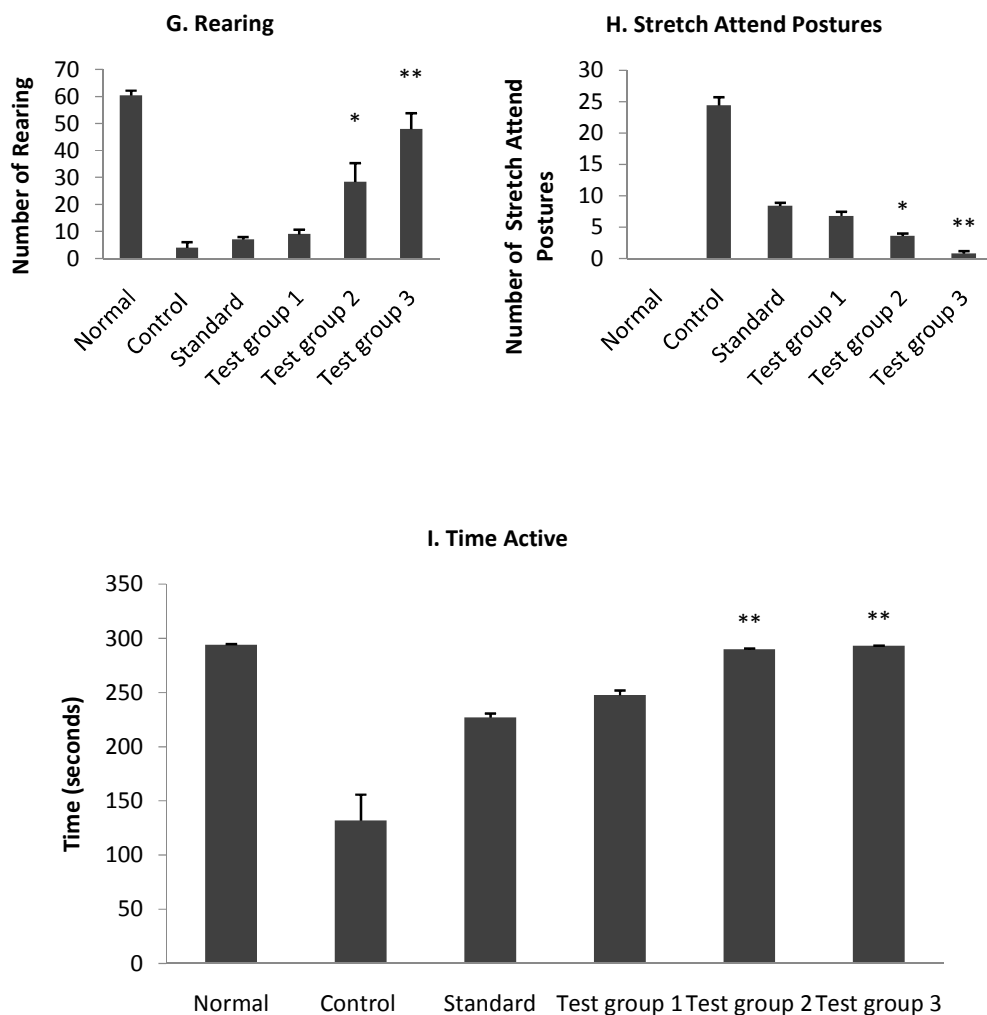 G. Rearing
Number of Rearing
70
60
50
40
30
20
10
0
*
**
Normal
Control
Standard
Test group 1
Test group 2
Test group 3
H. Stretch Attend Postures
Number of Stretch Attend
Postures
30
25
20
15
10
5
0
*
**
Normal
Control
Standard
Test group 1
Test group 2
Test group 3
I. Time Active
Time (seconds)
350
300
250
200
150
100
50
0
** **
Normal Control Standard Test group 1 Test group 2 Test group 3